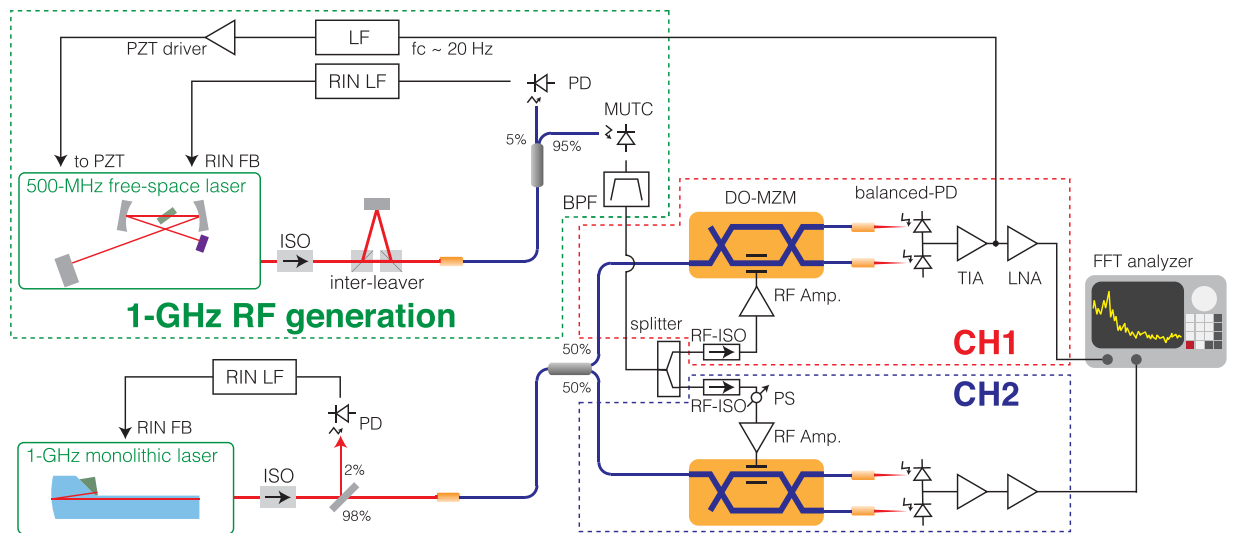 PZT driver
LF
fc ~ 20 Hz
RIN LF
PD
MUTC
to PZT
RIN FB
5%
95%
500-MHz free-space laser
BPF
DO-MZM
balanced-PD
ISO
inter-leaver
TIA
LNA
FFT analyzer
RF Amp.
1-GHz RF generation
splitter
RF-ISO
CH1
50%
50%
RIN LF
RF-ISO
PS
CH2
PD
RIN FB
RF Amp.
1-GHz monolithic laser
ISO
2%
98%